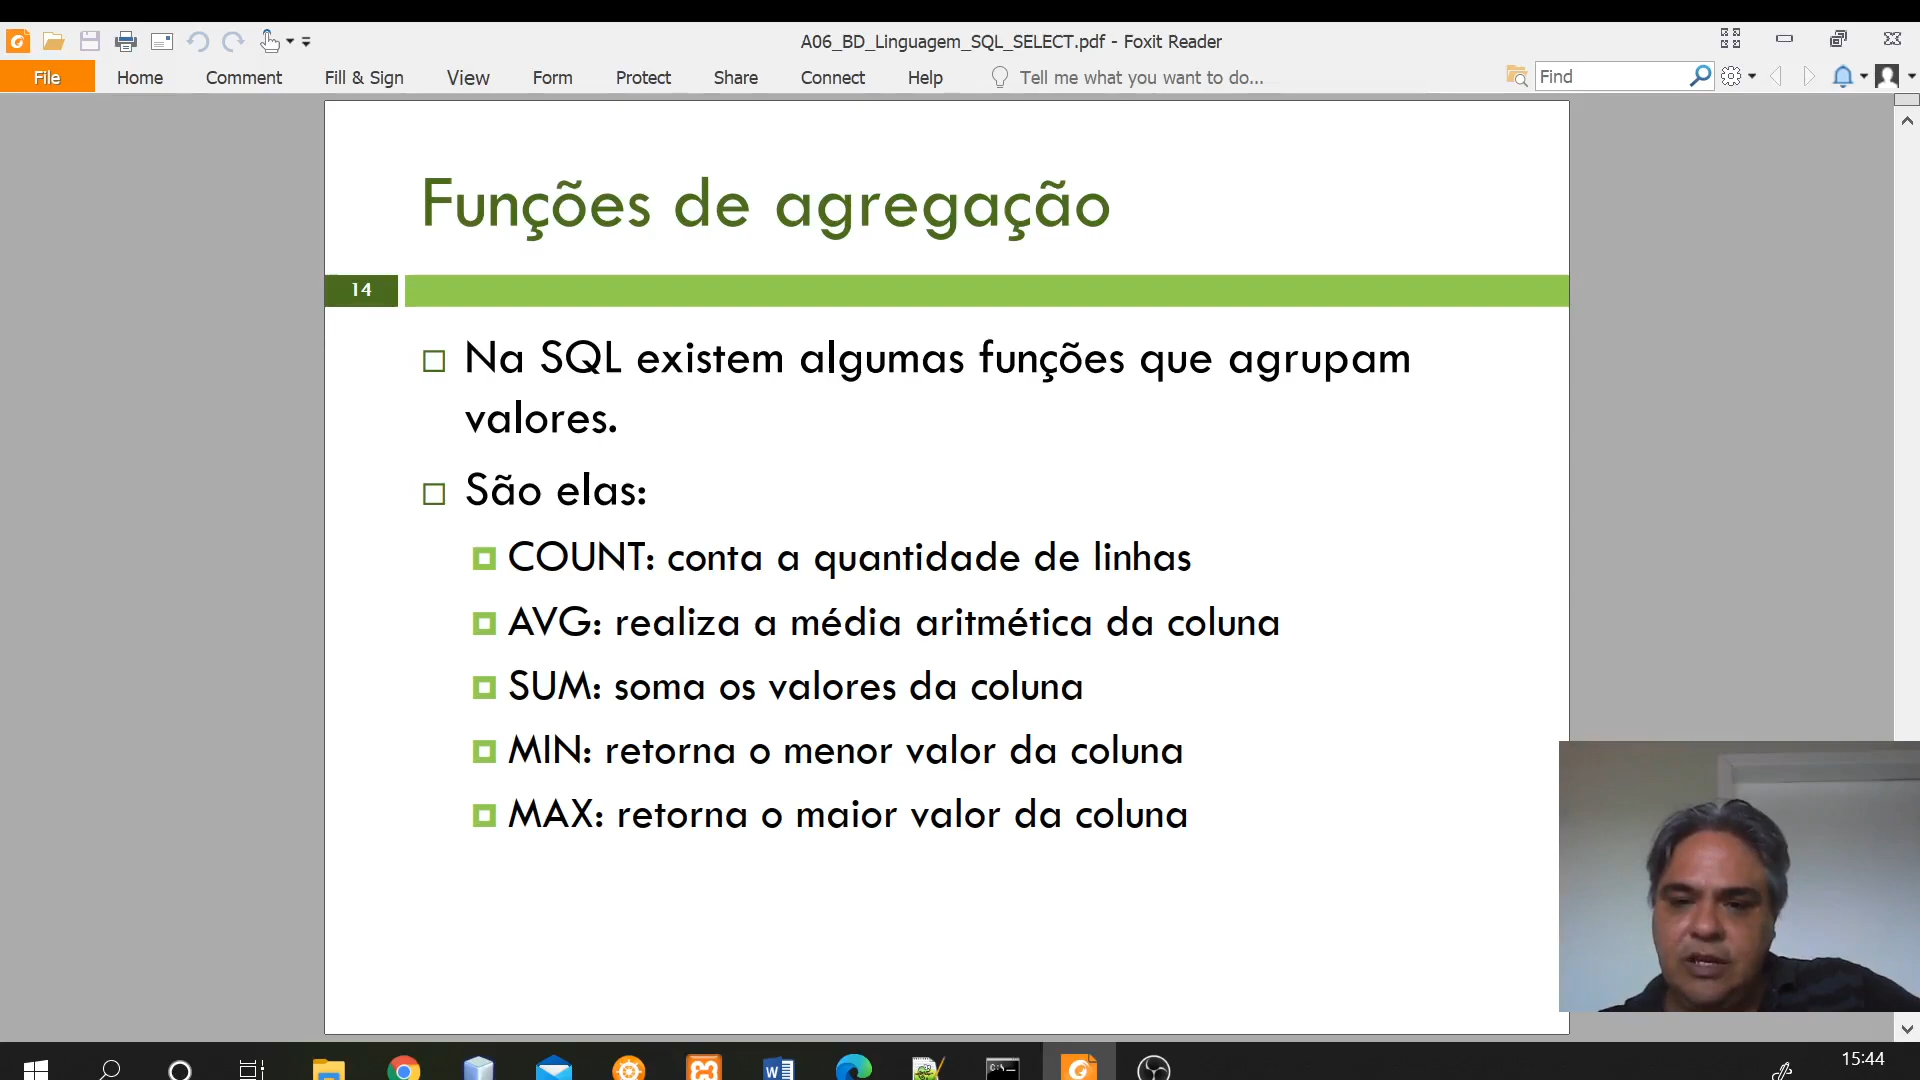 A06_BD_Linguagem_SQL_SELECT.pdf - Foxit Reader
File Home Comment Fill & Sign View Form Protect Share Connect Help Tell me what you want to do... Find
Funções de agregação
14
Na SQL existem algumas funções que agrupam
valores.
São elas:
COUNT: conta a quantidade de linhas
AVG: realiza a média aritmética da coluna
SUM: soma os valores da coluna
MIN: retorna o menor valor da coluna
MAX: retorna o maior valor da coluna
15:44